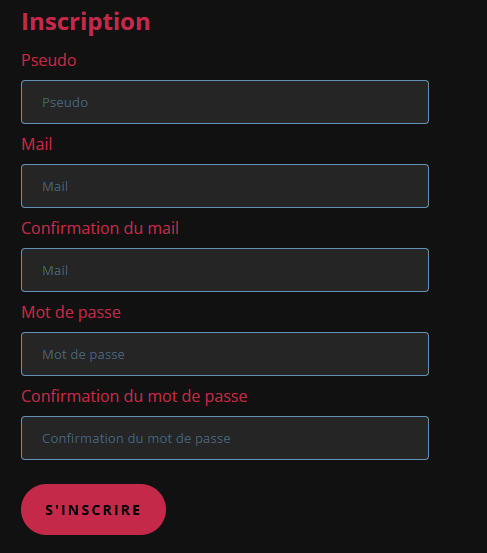 Inscription
Pseudo
Pseudo
Mail
Mail
Confirmation du mail
Mail
Mot de passe
Mot de passe
Confirmation du mot de passe
Confirmation du mot de passe
S'INSCRIRE